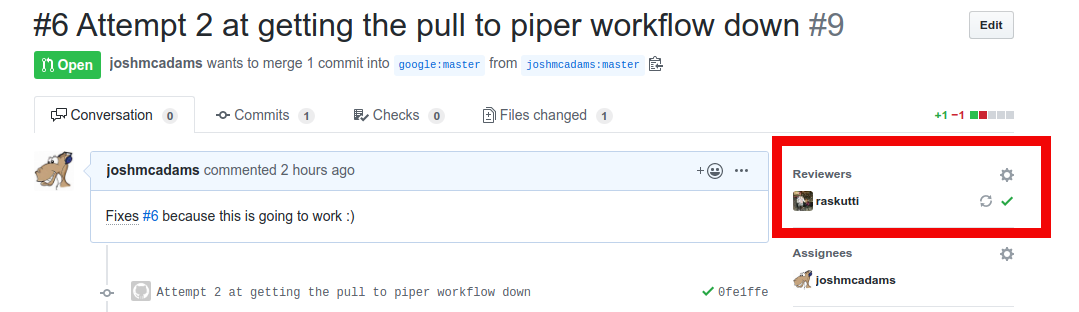 #6 Attempt 2 at getting the pull to piper workflow down #9
Edit
Open joshmcadams wants to merge 1 commit into google:master from joshmcadams:master
Conversation 0 Commits 1 Checks 0 Files changed 1
+1 −1
joshmcadams commented 2 hours ago
Fixes #6 because this is going to work :)
Attempt 2 at getting the pull to piper workflow down 0fe1ffe
Reviewers
raskutti
Assignees
joshmcadams